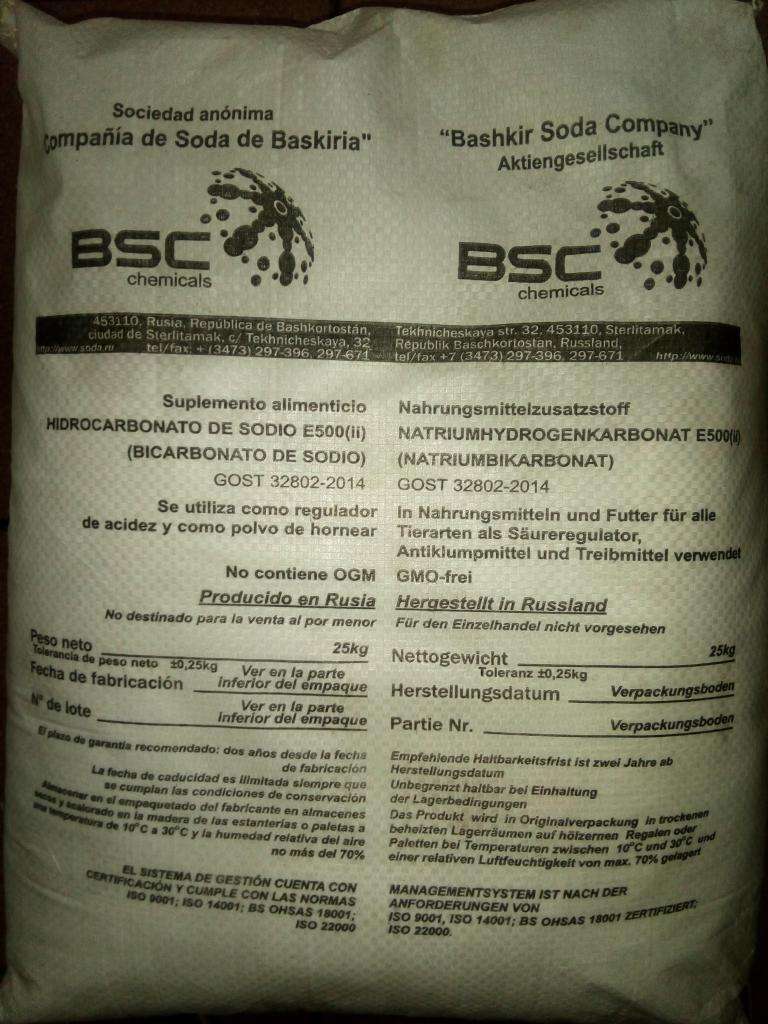 Sociedad anónima
Compañía de Soda de Baskiria"
BSC
chemicals
453110, Rusia, República de Bashkortostán,
ciudad de Sterlitamak, c/ Tekhnicheskaya, 32
http://www.soda.ru tel/fax: + (3473) 297-396, 297-671
Suplemento alimenticio
HIDROCARBONATO DE SODIO E500(ii)
(BICARBONATO DE SODIO)
GOST 32802-2014
Se utiliza como regulador
de acidez y como polvo de hornear
No contiene OGM
Producido en Rusia
No destinado para la venta al por menor
Peso neto 25kg
Tolerancia de peso neto ±0,25kg
Fecha de fabricación Ver en la parte
inferior del empaque
N° de lote Ver en la parte
inferior del empaque
El plazo de garantía recomendado: dos años desde la fecha
de fabricación
La fecha de caducidad es ilimitada siempre que
se cumplan las condiciones de conservación
Almacenar en el empaquetado del fabricante en almacenes
secos y acalorado en la madera de las estanterías o paletas a
una temperatura de 10°C a 30°C y la humedad relativa del aire
no más del 70%
EL SISTEMA DE GESTIÓN CUENTA CON
CERTIFICACIÓN Y CUMPLE CON LAS NORMAS
ISO 9001; ISO 14001; BS OHSAS 18001;
ISO 22000
"Bashkir Soda Company"
Aktiengesellschaft
BSC
chemicals
Tekhnicheskaya str. 32, 453110, Sterlitamak,
Republik Baschkortostan, Russland,
tel/fax +7 (3473) 297-396, 297-671 http://www.
Nahrungsmittelzusatzstoff
NATRIUMHYDROGENKARBONAT E500(ii)
(NATRIUMBIKARBONAT)
GOST 32802-2014
In Nahrungsmitteln und Futter für alle
Tierarten als Säureregulator,
Antiklumpmittel und Treibmittel verwendet
GMO-frei
Hergestellt in Russland
Für den Einzelhandel nicht vorgesehen
Nettogewicht 25kg
Toleranz ±0,25kg
Herstellungsdatum Verpackungsboden
Partie Nr. Verpackungsboden
Empfehlende Haltbarkeitsfrist ist zwei Jahre ab
Herstellungsdatum
Unbegrenzt haltbar bei Einhaltung
der Lagerbedingungen
Das Produkt wird in Originalverpackung in trockenen
beheizten Lagerräumen auf hölzernen Regalen oder
Paletten bei Temperaturen zwischen 10°C und 30°C und
einer relativen Luftfeuchtigkeit von max. 70% gelagert
MANAGEMENTSYSTEM IST NACH DER
ANFORDERUNGEN VON
ISO 9001, ISO 14001; BS OHSAS 18001 ZERTIFIZIERT;
ISO 22000.